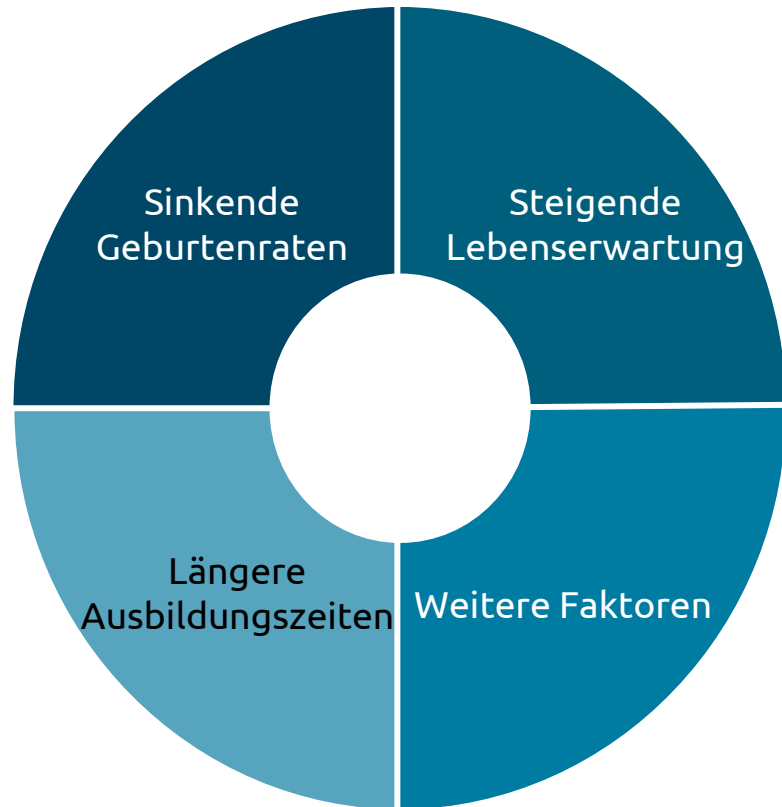 Sinkende
Geburtenraten
Steigende
Lebenserwartung
Längere
Ausbildungszeiten
Weitere Faktoren